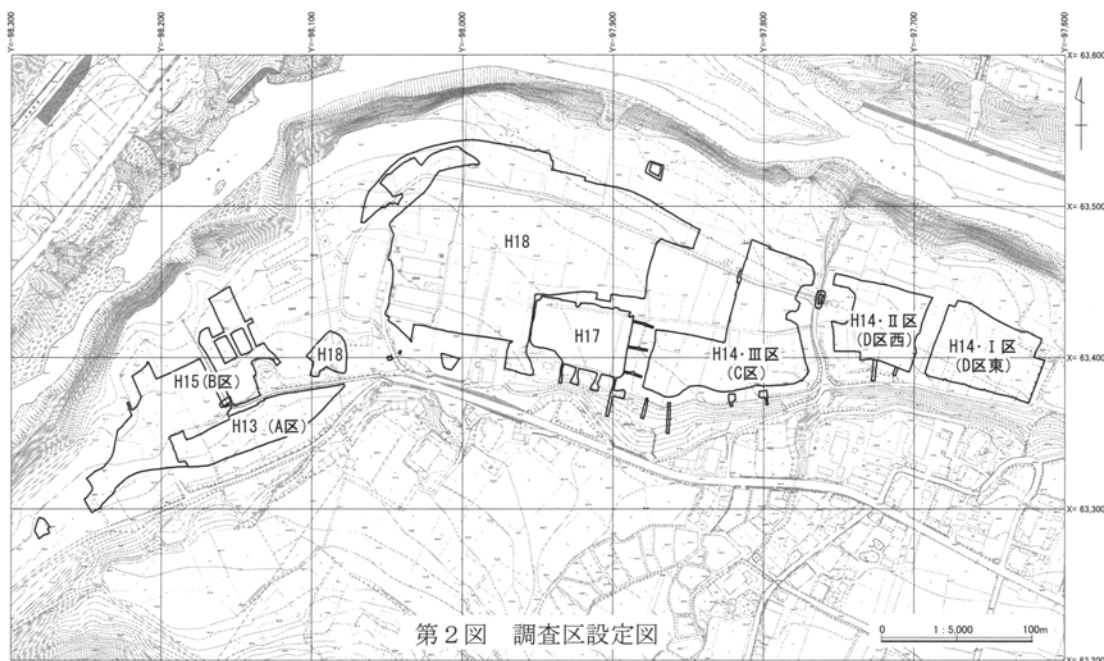 Y=-98,300
Y=-98,200
Y=-98,100
Y=-98,000
Y=-97,900
Y=-97,800
Y=-97,700
Y=-97,600
X= 63,600
X= 63,500
X= 63,400
X= 63,300
X= 63,200
H18
H17
H14・Ⅱ区
(D区西)
H14・Ⅰ区
(D区東)
H14・Ⅲ区
(C区)
H18
H15(B区)
H13 (A区)
第2図 調査区設定図
0 1:5,000 100m